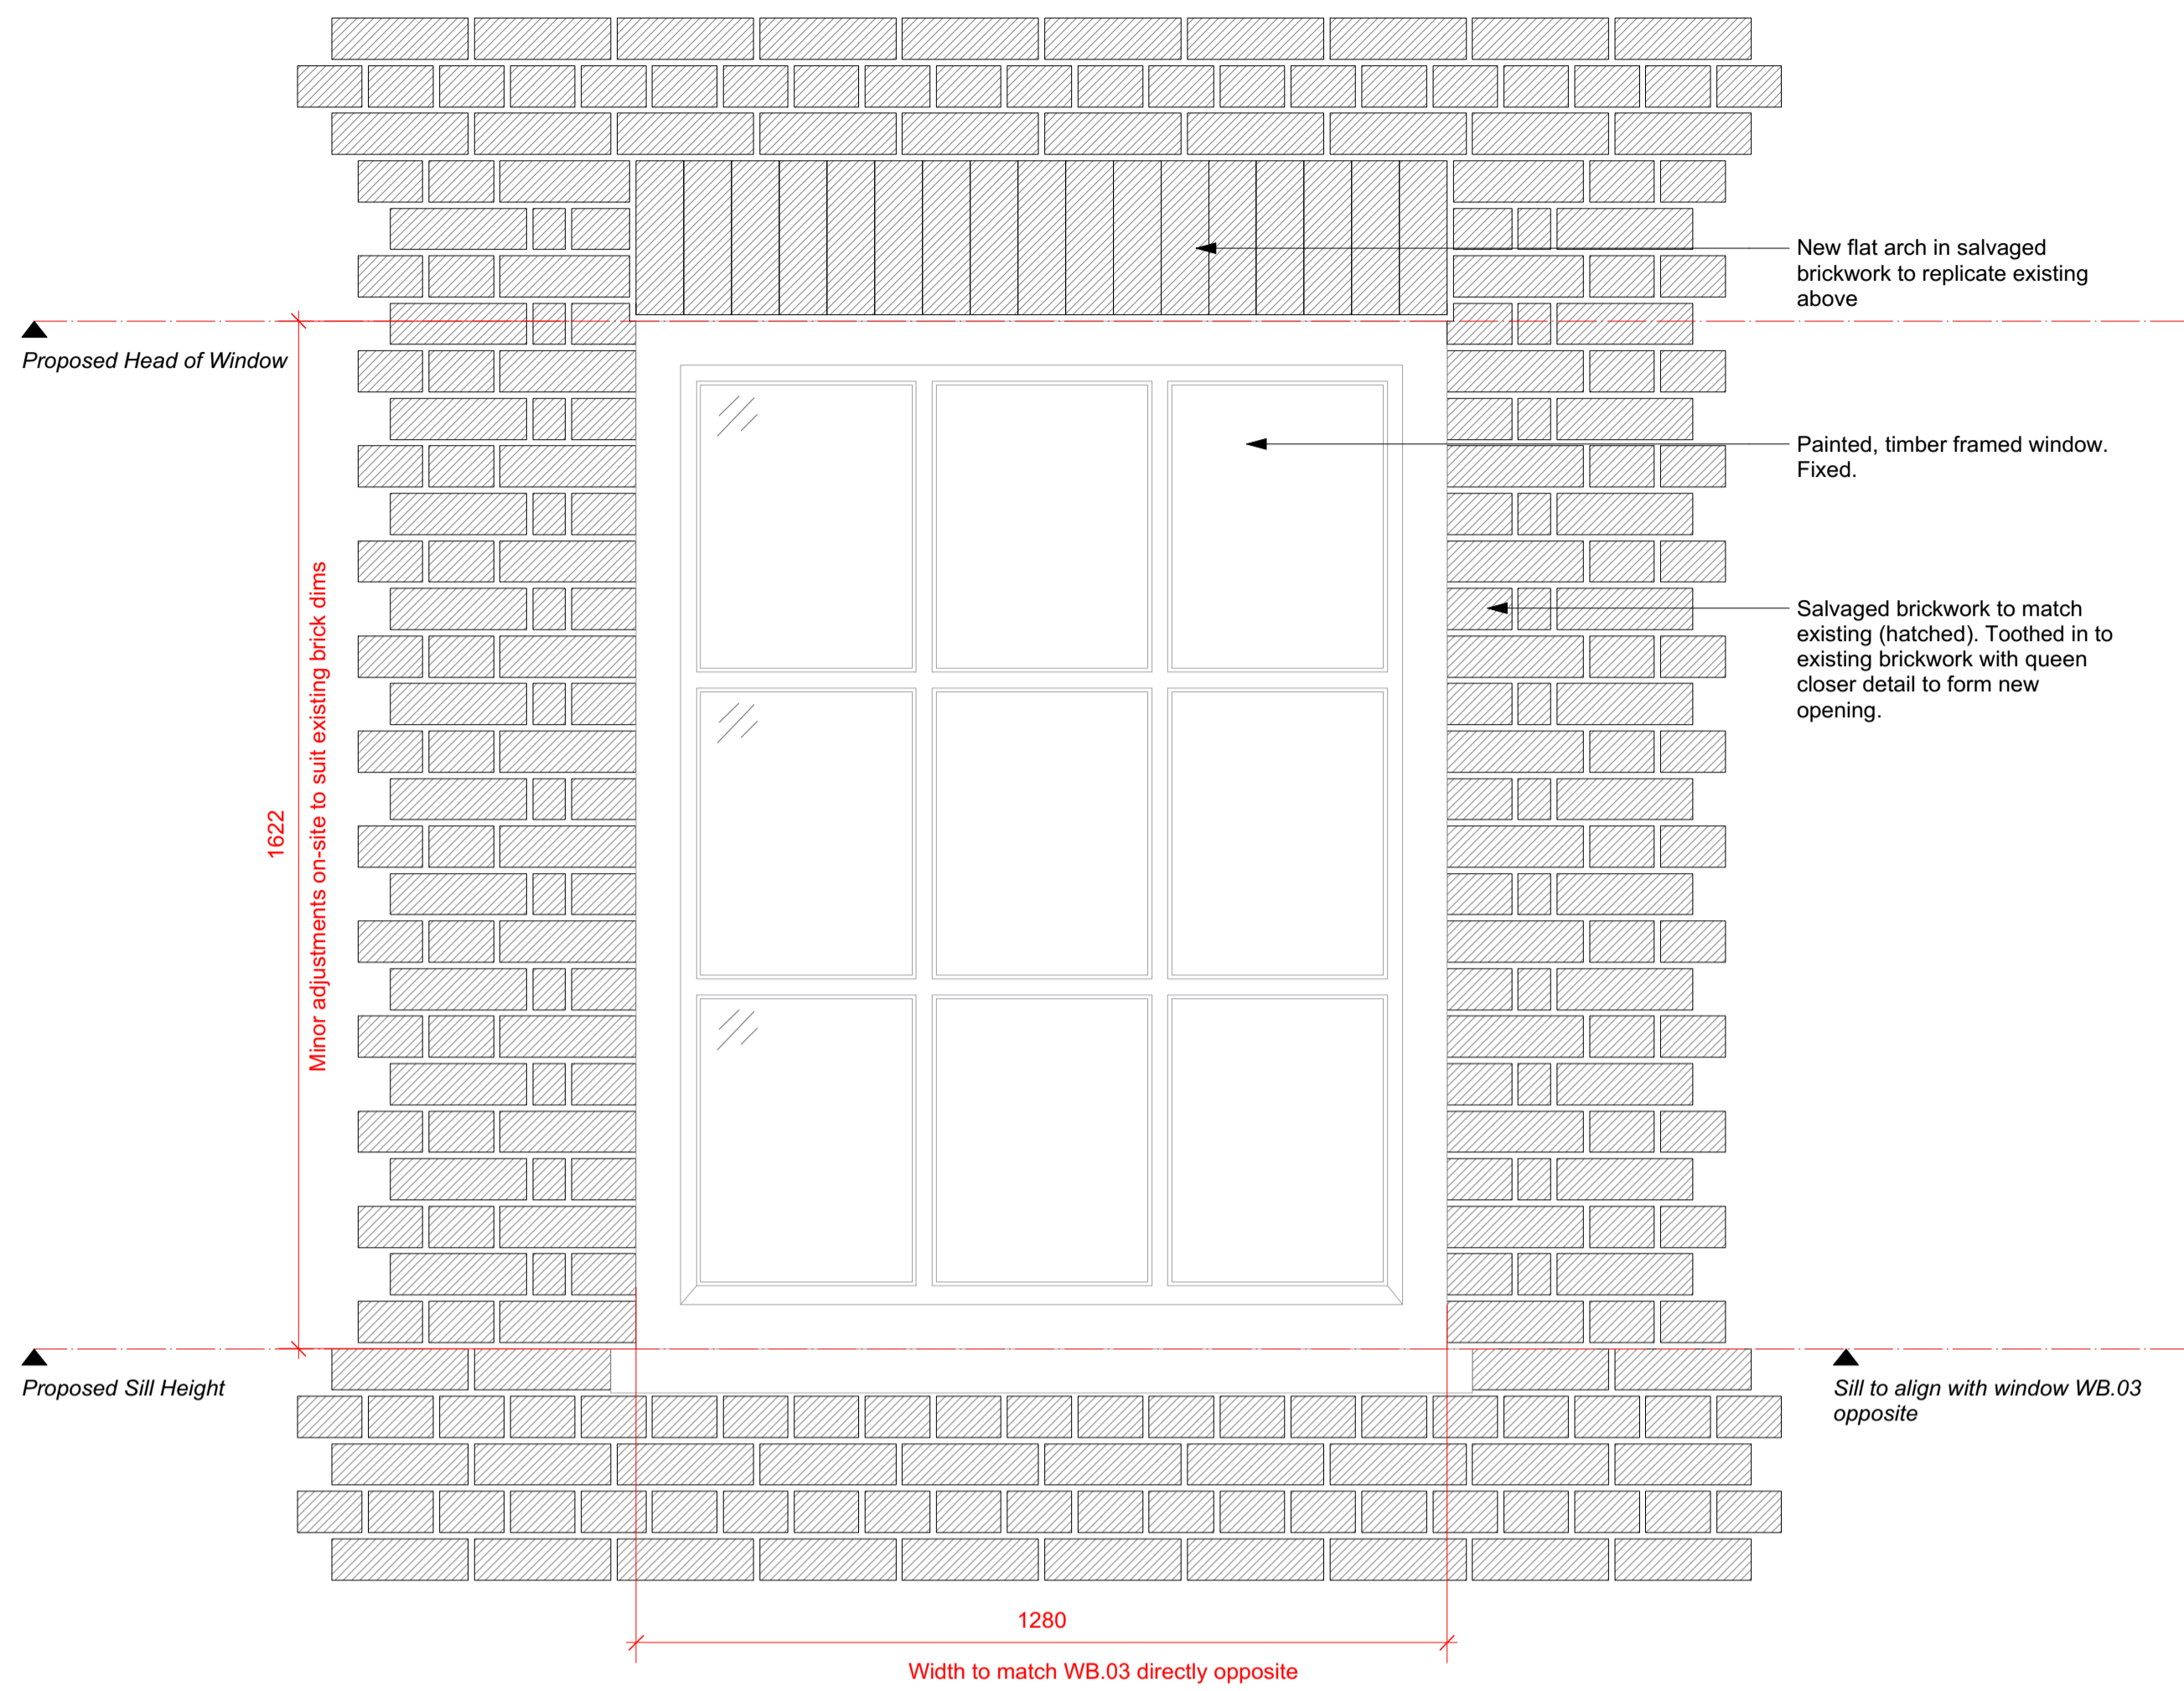 New flat arch in salvaged
brickwork to replicate existing
above
Proposed Head of Window
Painted, timber framed window.
Fixed.
Salvaged brickwork to match
existing (hatched). Toothed in to
existing brickwork with queen
closer detail to form new
opening.
1622
Minor adjustments on-site to suit existing brick dims
Proposed Sill Height
Sill to align with window WB.03
opposite
1280
Width to match WB.03 directly opposite